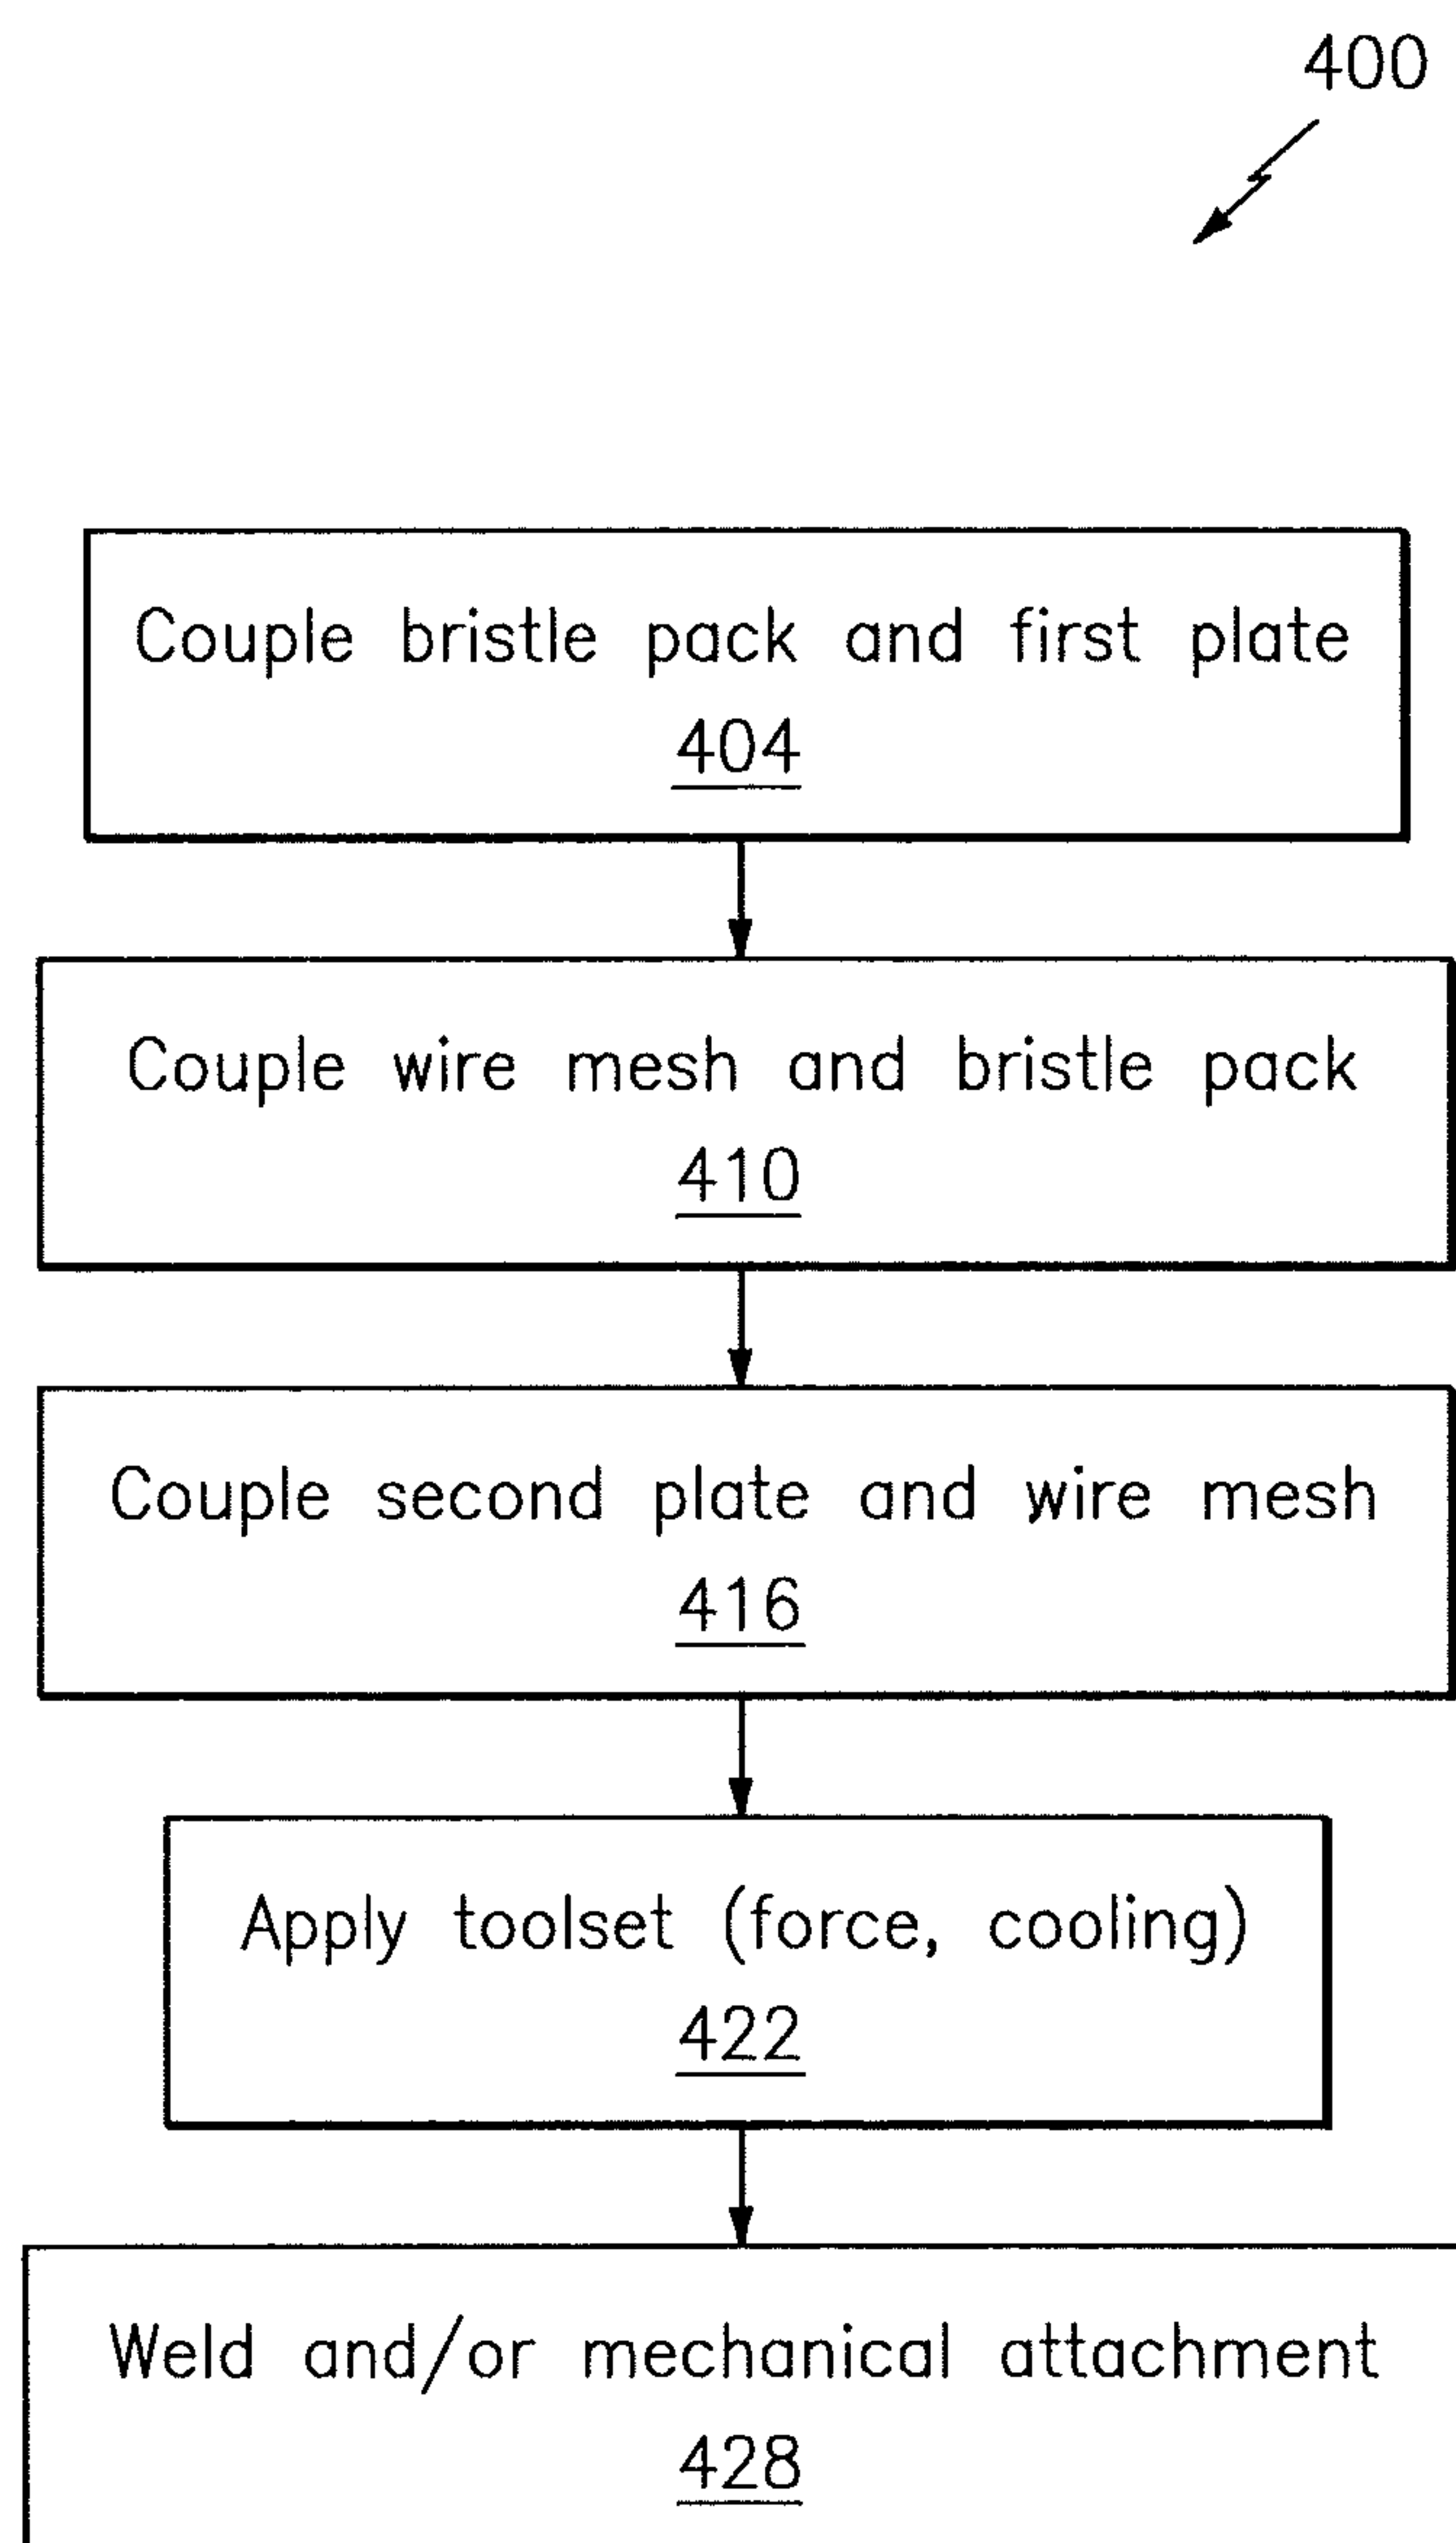 400
Couple bristle pack and first plate
404
Couple wire mesh and bristle pack
410
Couple second plate and wire mesh
416
Apply toolset (force, cooling)
422
Weld and/or mechanical attachment
428